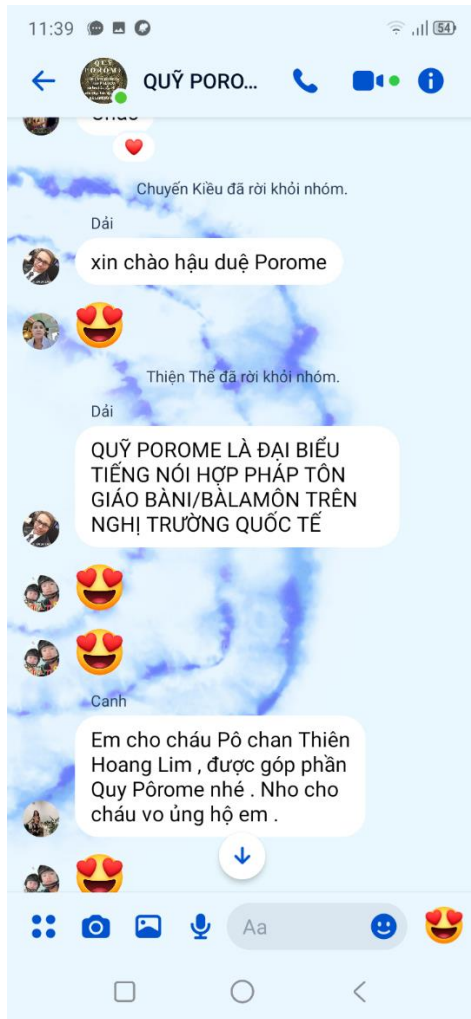 11:39
54
QUỸ PORO...
Chuyến Kiều đã rời khỏi nhóm.
Dải
xin chào hậu duệ Porome
Thiện Thế đã rời khỏi nhóm.
Dải
QUỸ POROME LÀ ĐẠI BIỂU
TIẾNG NÓI HỢP PHÁP TÔN
GIÁO BÀNI/BÀLAMÔN TRÊN
NGHỊ TRƯỜNG QUỐC TẾ
Canh
Em cho cháu Pô chan Thiên
Hoang Lim , được góp phần
Quy Pôrome nhé . Nho cho
cháu vo ủng hộ em .
Aa